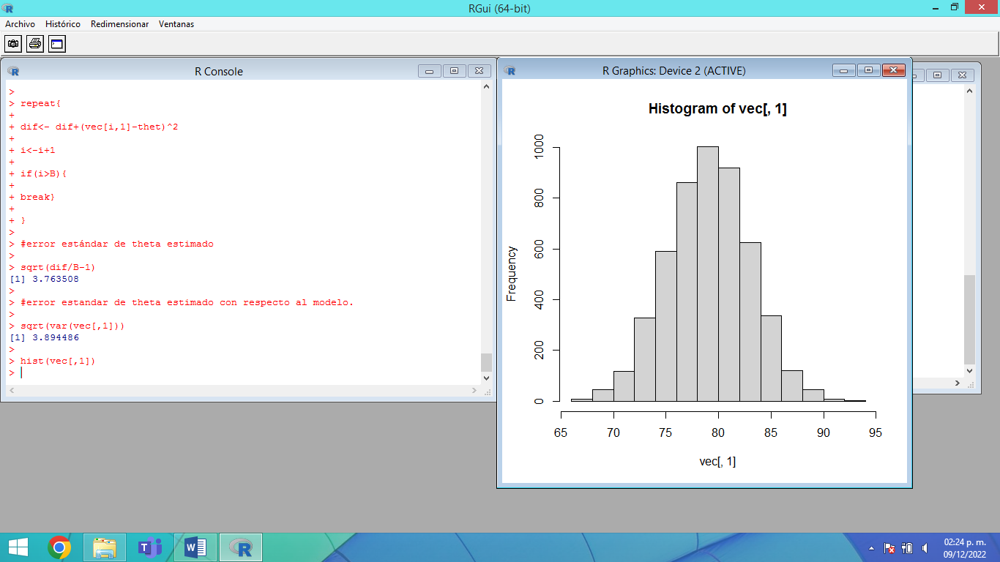 RGui (64-bit)
Archivo Histórico Redimensionar Ventanas
R Console
>
> repeat{
+
+ dif<- dif+(vec[i,1]-thet)^2
+
+ i<-i+1
+
+ if(i>B){
+
+ break}
+
+ }
>
> #error estándar de theta estimado
>
> sqrt(dif/B-1)
[1] 3.763508
>
> #error estandar de theta estimado con respecto al modelo.
>
> sqrt(var(vec[,1]))
[1] 3.894486
>
> hist(vec[,1])
>
R Graphics: Device 2 (ACTIVE)
Histogram of vec[, 1]
Frequency
1000
800
600
400
200
0
65 70 75 80 85 90 95
vec[, 1]
02:24 p. m.
09/12/2022